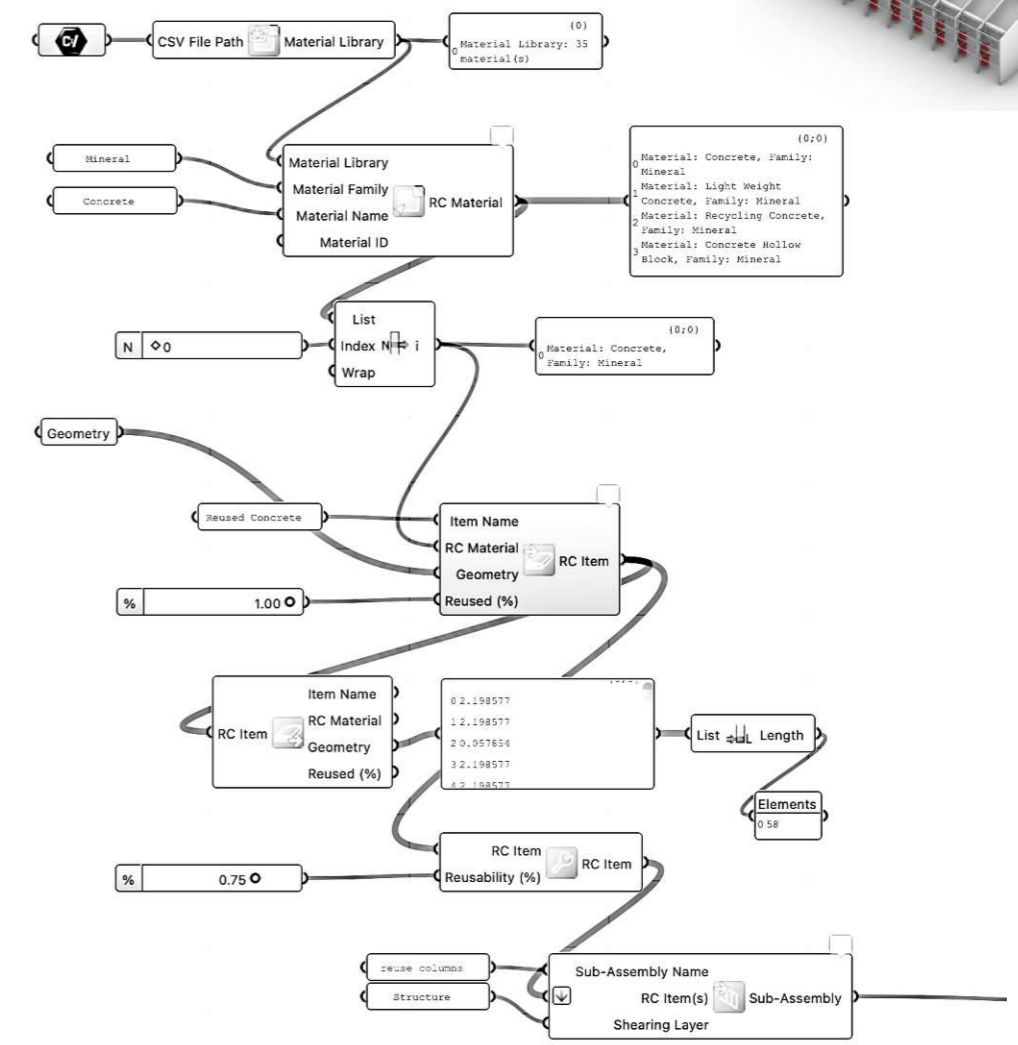 CSV File Path Material Library
{0}
0 Material Library: 35
material(s)
Mineral
Concrete
Material Library
Material Family
Material Name
Material ID
RC Material
{0;0}
0 Material: Concrete, Family:
Mineral
1 Material: Light Weight
Concrete, Family: Mineral
2 Material: Recycling Concrete,
Family: Mineral
3 Material: Concrete Hollow
Block, Family: Mineral
N ◇0
List
Index N i
Wrap
{0;0}
0 Material: Concrete,
Family: Mineral
Geometry
Reused Concrete
% 1.00
Item Name
RC Material
Geometry
Reused (%)
RC Item
RC Item
Item Name
RC Material
Geometry
Reused (%)
0 2.198577
1 2.198577
2 0.057654
3 2.198577
4 2.198577
List L Length
Elements
0 58
% 0.75
RC Item
Reusability (%)
RC Item
reuse columns
Structure
Sub-Assembly Name
RC Item(s)
Shearing Layer
Sub-Assembly